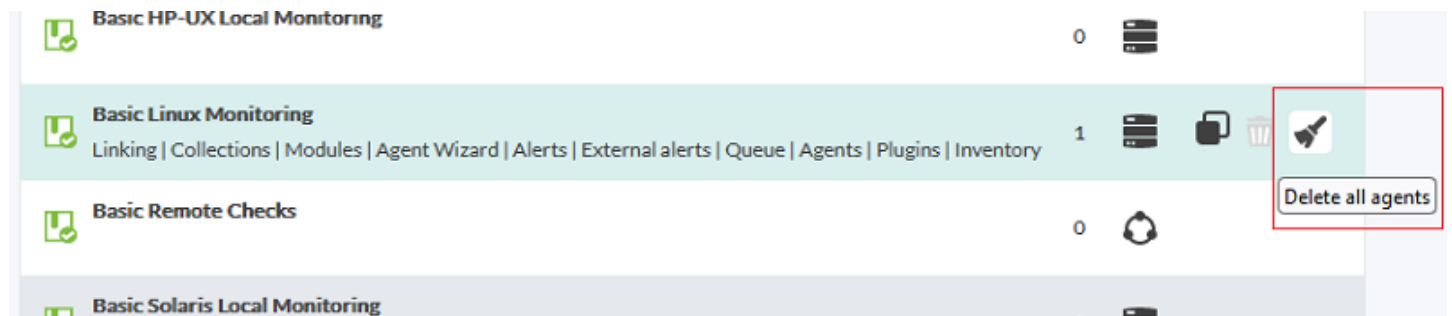 Basic HP-UX Local Monitoring
0
Basic Linux Monitoring
Linking | Collections | Modules | Agent Wizard | Alerts | External alerts | Queue | Agents | Plugins | Inventory
1
Delete all agents
Basic Remote Checks
0
Basic Solaris Local Monitoring